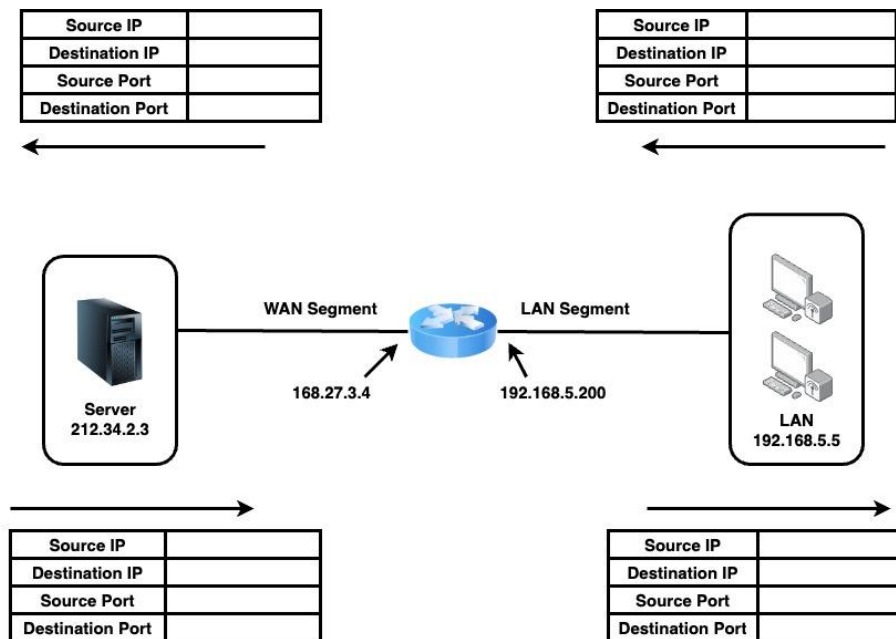 Source IP
Destination IP
Source Port
Destination Port
Source IP
Destination IP
Source Port
Destination Port
WAN Segment
LAN Segment
168.27.3.4
192.168.5.200
Server
212.34.2.3
LAN
192.168.5.5
Source IP
Destination IP
Source Port
Destination Port
Source IP
Destination IP
Source Port
Destination Port